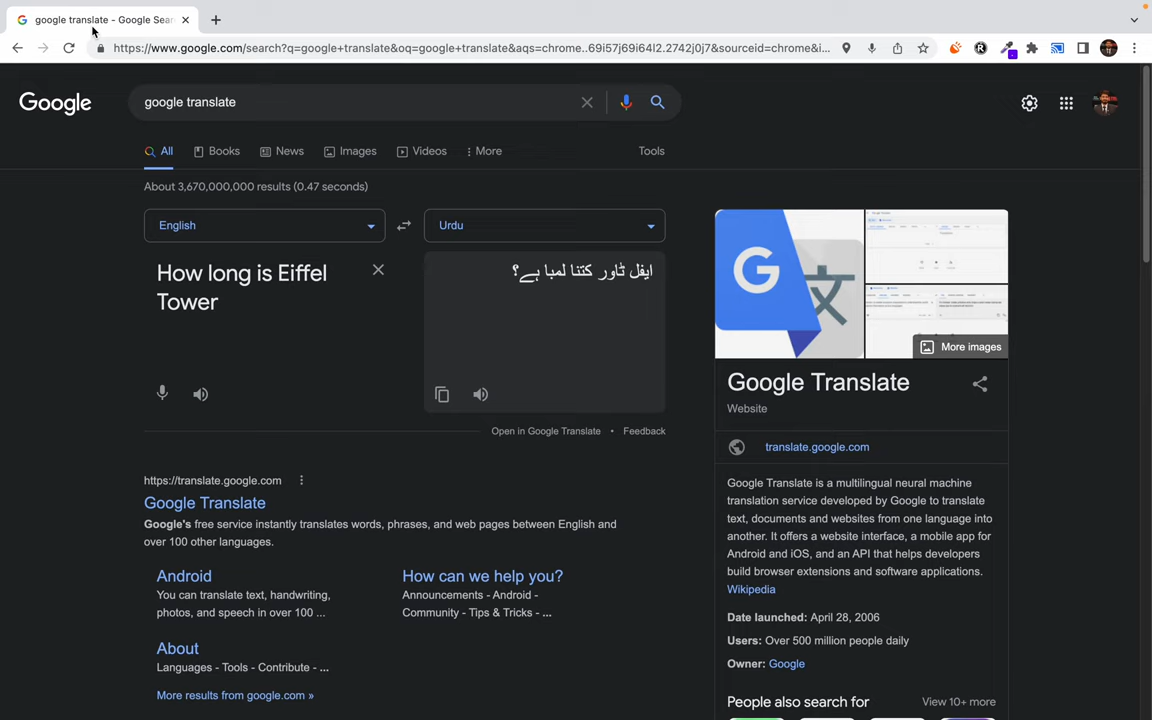 google translate - Google Sear
https://www.google.com/search?q=google+translate&oq=google+translate&aqs=chrome..69i57j69i64l2.2742j0j7&sourceid=chrome&i...
Google
google translate
All
Books
News
Images
Videos
More
Tools
About 3,670,000,000 results (0.47 seconds)
English
Urdu
How long is Eiffel
Tower
ایفل ٹاور کتنا لمبا ہے؟
Open in Google Translate • Feedback
https://translate.google.com
Google Translate
Google's free service instantly translates words, phrases, and web pages between English and
over 100 other languages.
Android
You can translate text, handwriting,
photos, and speech in over 100 ...
How can we help you?
Announcements - Android -
Community - Tips & Tricks - ...
About
Languages - Tools - Contribute - ...
More results from google.com »
G
文
More images
Google Translate
Website
translate.google.com
Google Translate is a multilingual neural machine
translation service developed by Google to translate
text, documents and websites from one language into
another. It offers a website interface, a mobile app for
Android and iOS, and an API that helps developers
build browser extensions and software applications.
Wikipedia
Date launched: April 28, 2006
Users: Over 500 million people daily
Owner: Google
People also search for
View 10+ more